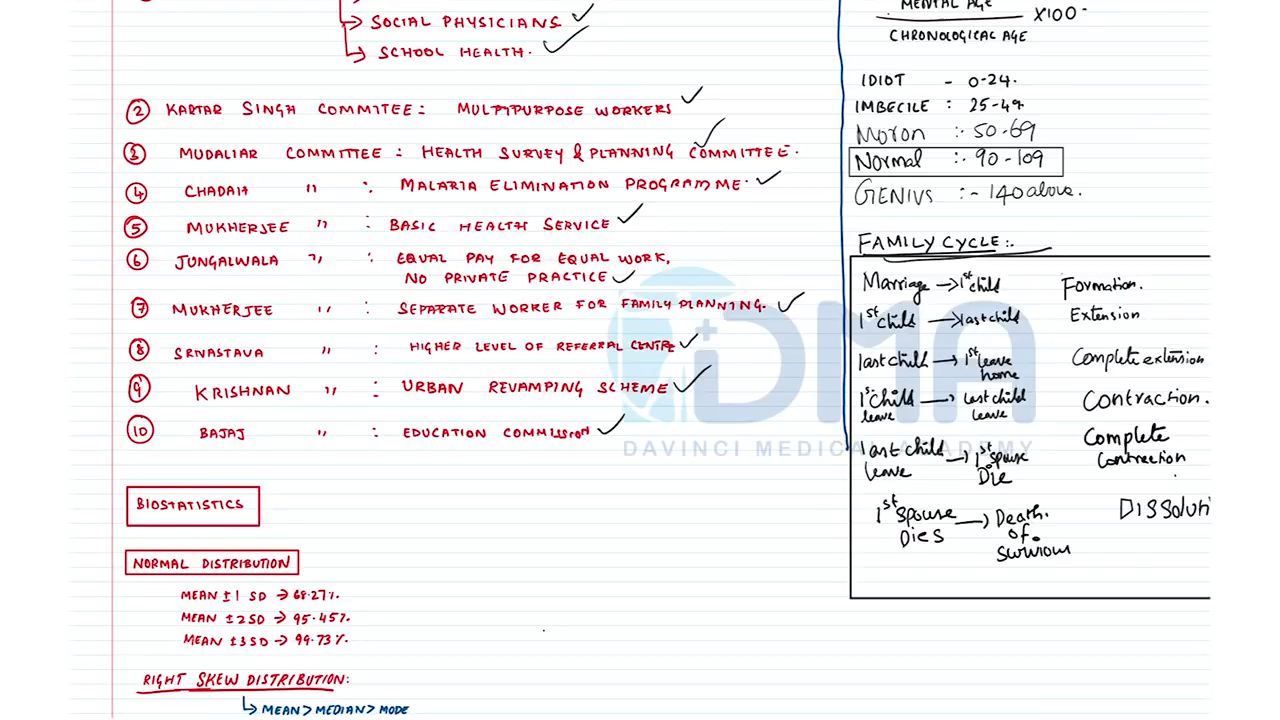 → SOCIAL PHYSICIANS ✓
→ SCHOOL HEALTH. ✓
② KARTAR SINGH COMMITEE : MULTIPURPOSE WORKERS ✓
③ MUDALIAR COMMITTEE : HEALTH SURVEY & PLANNING COMMITTEE. ✓
④ CHADAH " : MALARIA ELIMINATION PROGRAMME. ✓
⑤ MUKHERJEE " : BASIC HEALTH SERVICE ✓
⑥ JUNGALWALA " : EQUAL PAY FOR EQUAL WORK,
NO PRIVATE PRACTICE ✓
⑦ MUKHERJEE " : SEPARATE WORKER FOR FAMILY PLANNING. ✓
⑧ SRIVASTAVA " : HIGHER LEVEL OF REFERRAL CENTRE ✓
⑨ KRISHNAN " : URBAN REVAMPING SCHEME ✓
⑩ BAJAJ " : EDUCATION COMMISSION ✓
BIOSTATISTICS
NORMAL DISTRIBUTION
MEAN ± 1 SD → 68.27%.
MEAN ± 2 SD → 95.45%.
MEAN ± 3 SD → 99.73%.
RIGHT SKEW DISTRIBUTION:
↳ MEAN > MEDIAN > MODE
MENTAL AGE
X100
CHRONOLOGICAL AGE
IDIOT - 0-24.
IMBECILE : 25-49
Moron :- 50-69
Normal :- 90-109
GENIUS :- 140 above.
FAMILY CYCLE :-
Marriage → 1st child Formation.
1st child → last child Extension
last child → 1st leave home Complete extension
1st child leave → last child leave Contraction.
last child leave → 1st spouse Die Complete Contraction
1st spouse Dies → Death of
DMA
DAVINCI MEDICAL ACADEMY